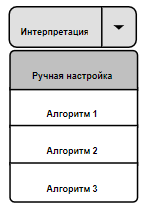 Интерпретация
Ручная настройка
Алгоритм 1
Алгоритм 2
Алгоритм 3